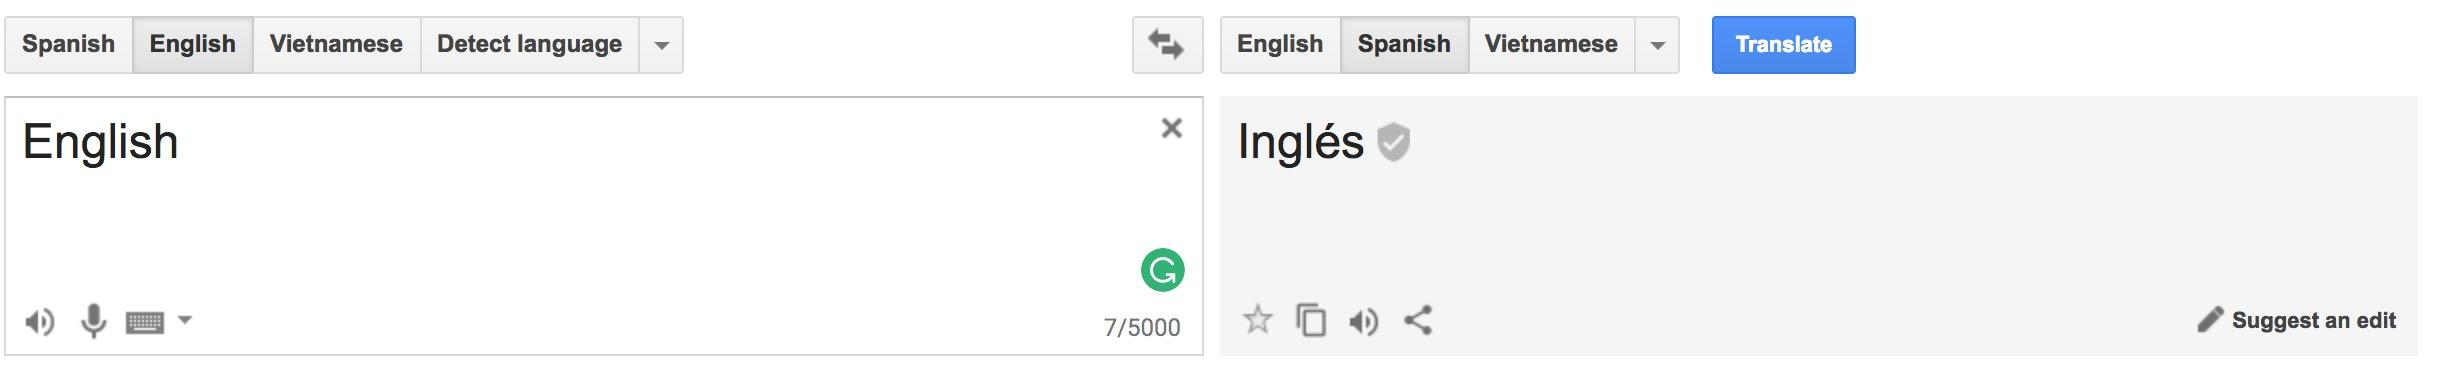 Spanish English Vietnamese Detect language English Spanish Vietnamese Translate
English
Inglés
7/5000
Suggest an edit